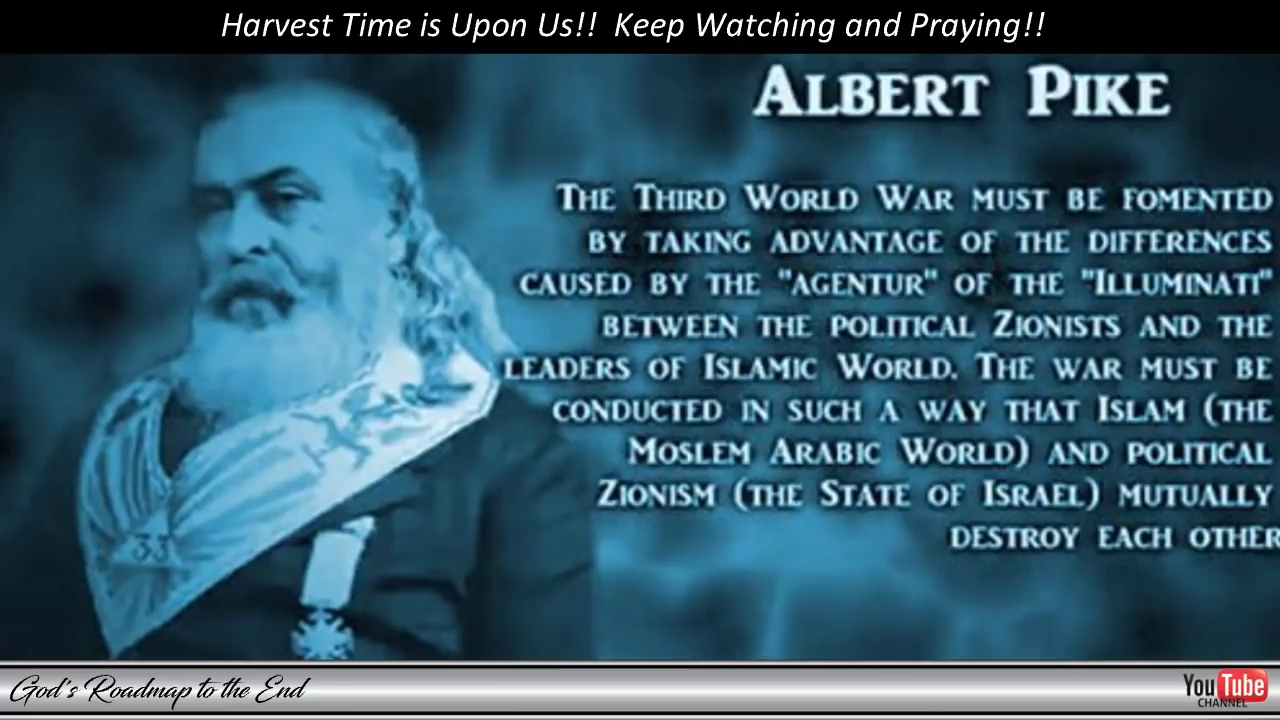 Harvest Time is Upon Us!! Keep Watching and Praying!!
ALBERT PIKE
THE THIRD WORLD WAR MUST BE FOMENTED
BY TAKING ADVANTAGE OF THE DIFFERENCES
CAUSED BY THE "AGENTUR" OF THE "ILLUMINATI"
BETWEEN THE POLITICAL ZIONISTS AND THE
LEADERS OF ISLAMIC WORLD. THE WAR MUST BE
CONDUCTED IN SUCH A WAY THAT ISLAM (THE
MOSLEM ARABIC WORLD) AND POLITICAL
ZIONISM (THE STATE OF ISRAEL) MUTUALLY
DESTROY EACH OTHER
33
God's Roadmap to the End
YouTube
CHANNEL